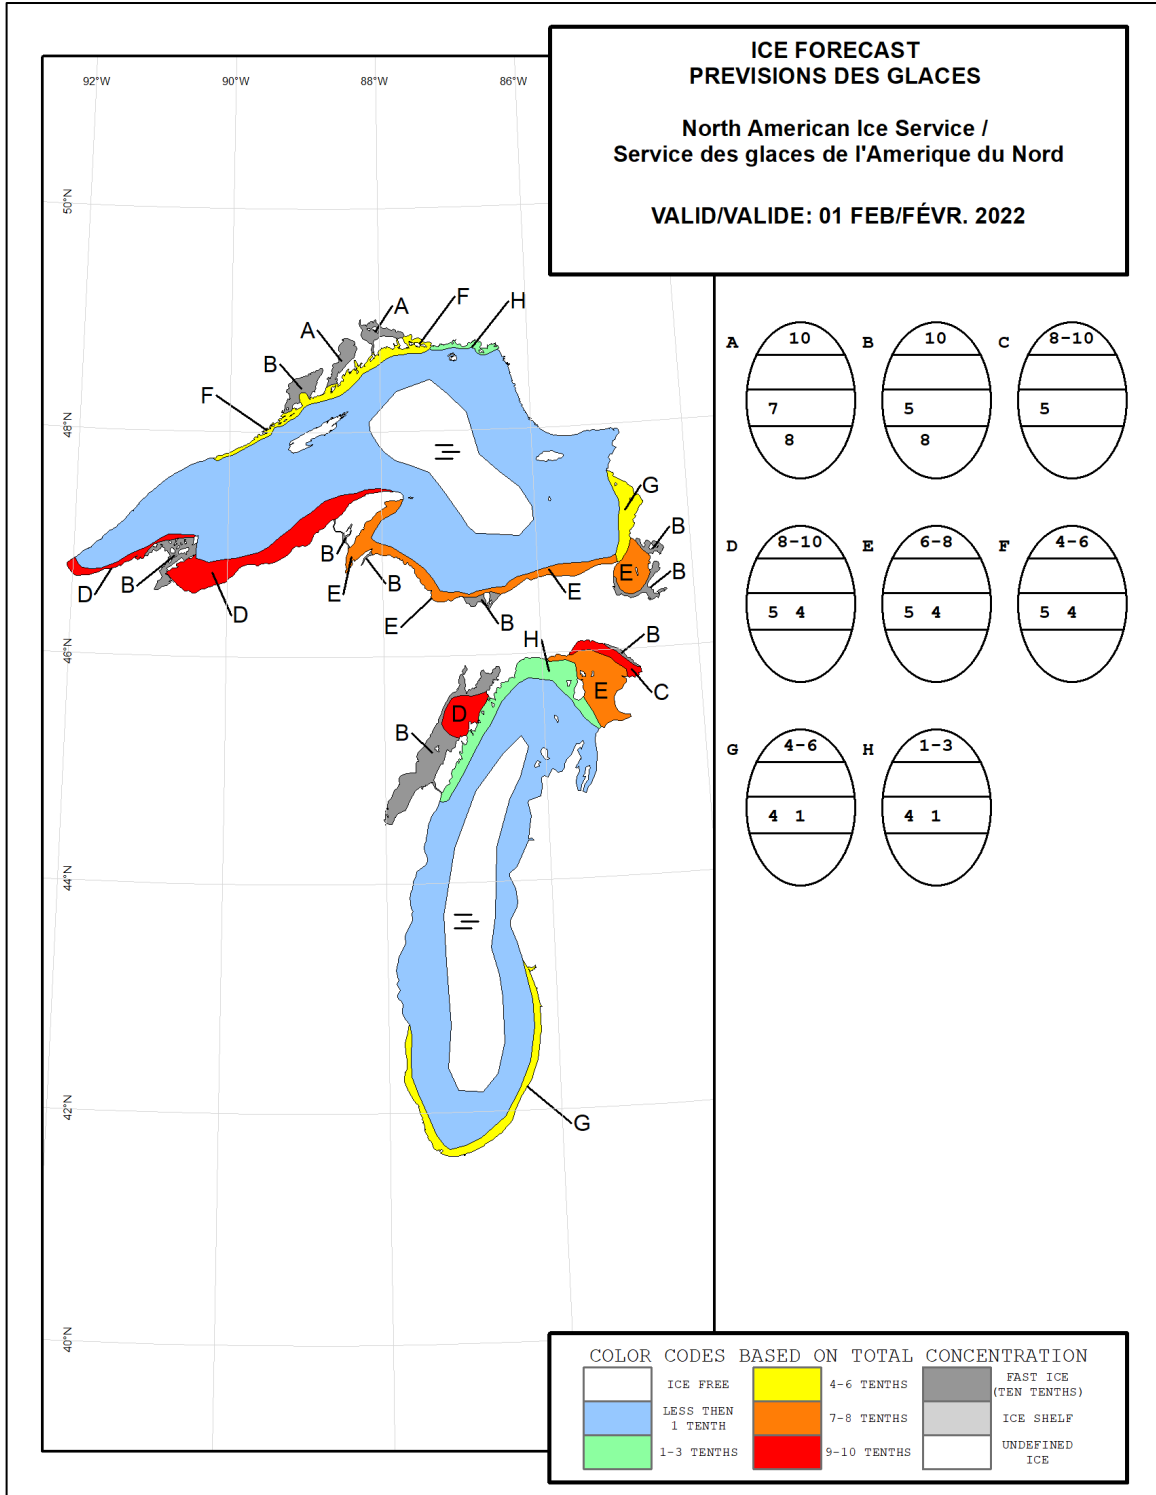 ICE FORECAST
PREVISIONS DES GLACES
North American Ice Service /
Service des glaces de l'Amerique du Nord
VALID/VALIDE: 01 FEB/FÉVR. 2022
92°W 90°W 88°W 86°W
50°N
48°N
46°N
44°N
42°N
40°N
A
F
H
A
B
F
G
B
B
E
B
D
B
D
B
E
B
E
E
B
H
B
E
C
D
B
G
A 10
7
8
B 10
5
8
C 8-10
5
D 8-10
5 4
E 6-8
5 4
F 4-6
5 4
G 4-6
4 1
H 1-3
4 1
COLOR CODES BASED ON TOTAL CONCENTRATION
ICE FREE
LESS THEN
1 TENTH
1-3 TENTHS
4-6 TENTHS
7-8 TENTHS
9-10 TENTHS
FAST ICE
(TEN TENTHS)
ICE SHELF
UNDEFINED
ICE